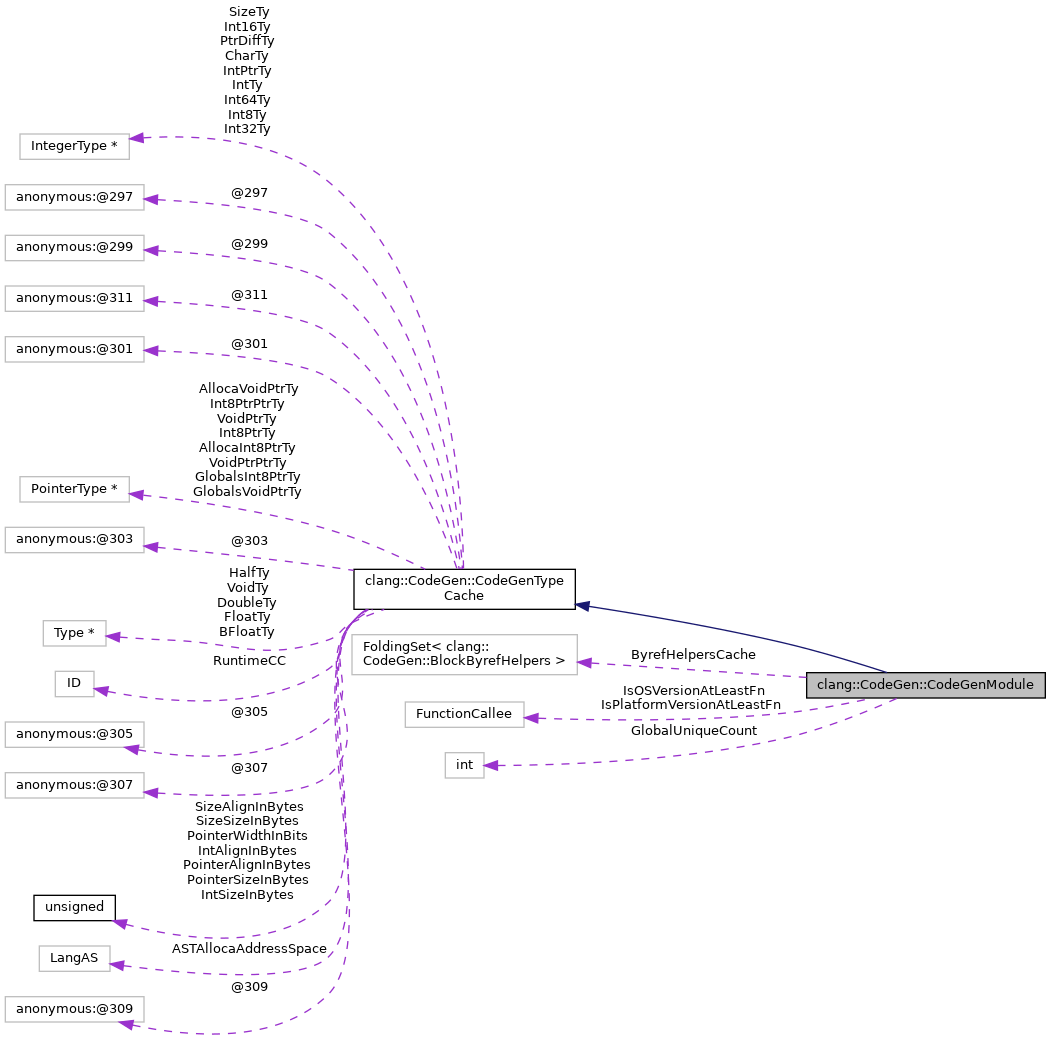 SizeTy
Int16Ty
PtrDiffTy
CharTy
IntPtrTy
IntTy
Int64Ty
Int8Ty
Int32Ty
IntegerType *
@297
anonymous:@297
@299
anonymous:@299
@311
anonymous:@311
@301
anonymous:@301
AllocaVoidPtrTy
Int8PtrPtrTy
VoidPtrTy
Int8PtrTy
AllocaInt8PtrTy
VoidPtrPtrTy
GlobalsInt8PtrTy
GlobalsVoidPtrTy
PointerType *
@303
anonymous:@303
HalfTy
VoidTy
DoubleTy
FloatTy
BFloatTy
Type *
clang::CodeGen::CodeGenType
Cache
FoldingSet< clang::
CodeGen::BlockByrefHelpers >
ByrefHelpersCache
RuntimeCC
ID
clang::CodeGen::CodeGenModule
IsOSVersionAtLeastFn
IsPlatformVersionAtLeastFn
FunctionCallee
@305
anonymous:@305
GlobalUniqueCount
int
@307
anonymous:@307
SizeAlignInBytes
SizeSizeInBytes
PointerWidthInBits
IntAlignInBytes
PointerAlignInBytes
PointerSizeInBytes
IntSizeInBytes
unsigned
ASTAllocaAddressSpace
LangAS
@309
anonymous:@309